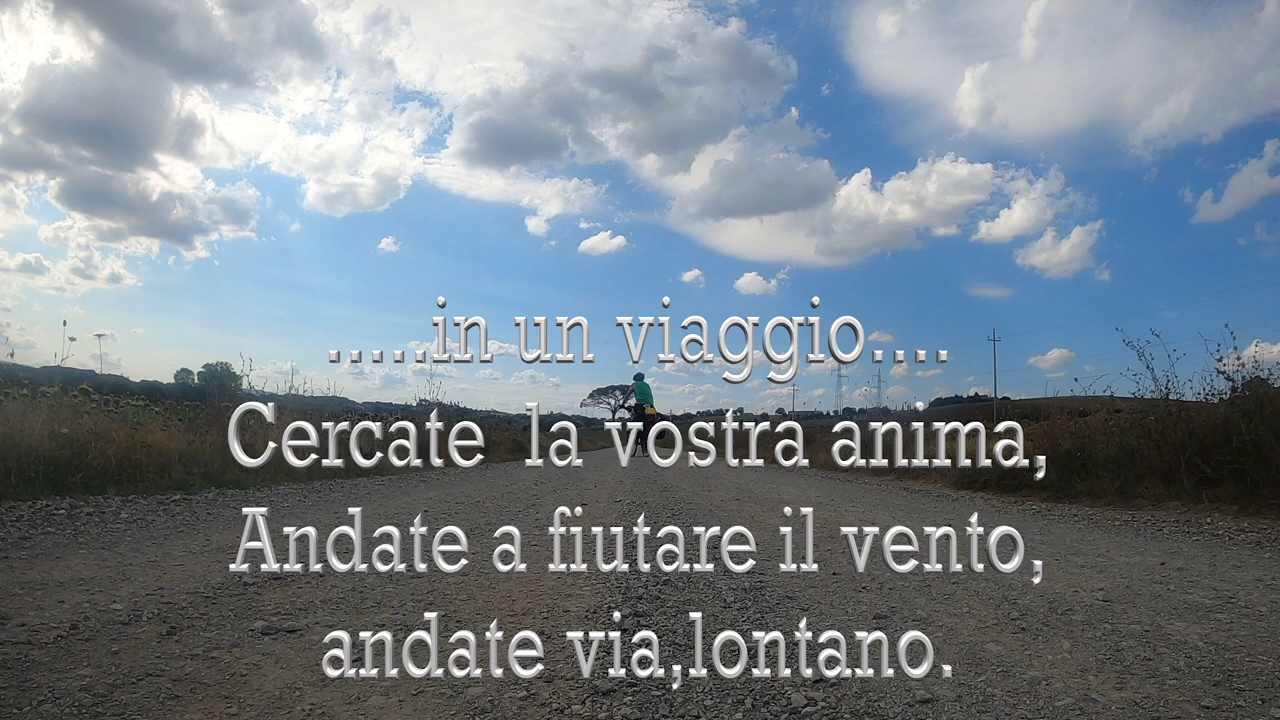 .....in un viaggio....
Cercate la vostra anima,
Andate a fiutare il vento,
andate via,lontano.